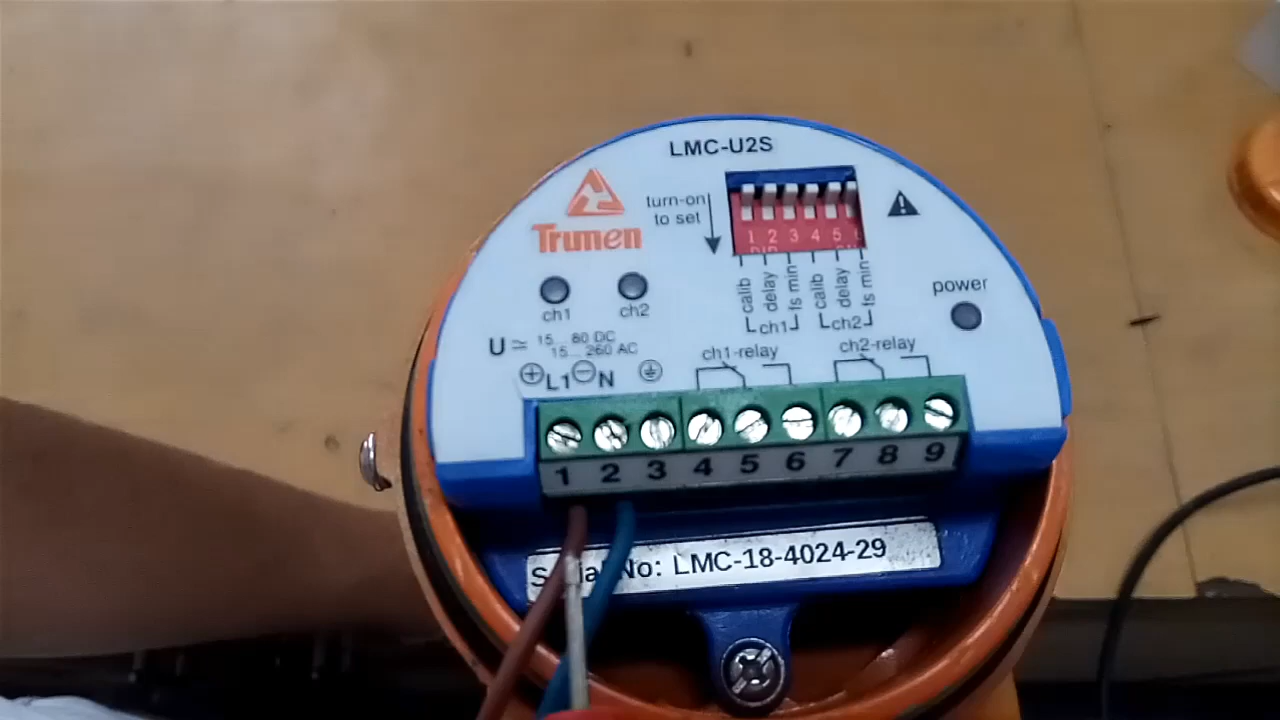 LMC-U2S
Trumen
turn-on
to set
1 2 3 4 5
calib delay fs min calib delay fs min
ch1 ch2
ch1 ch2
power
U ≃ 15... 80 DC
15... 260 AC
L1 N
ch1-relay ch2-relay
1 2 3 4 5 6 7 8 9
Serial No: LMC-18-4024-29